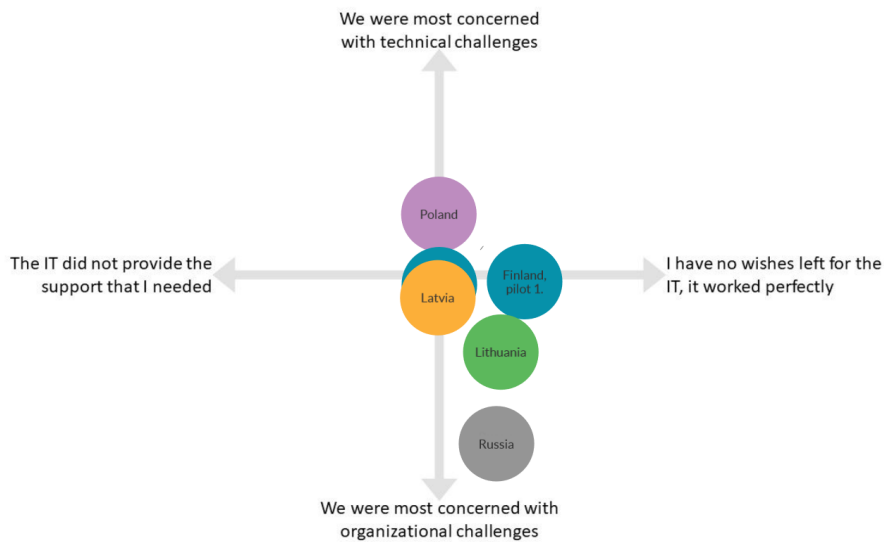 We were most concerned
with technical challenges
Poland
The IT did not provide the
support that I needed
Latvia
Finland,
pilot 1.
I have no wishes left for the
IT, it worked perfectly
Lithuania
Russia
We were most concerned with
organizational challenges